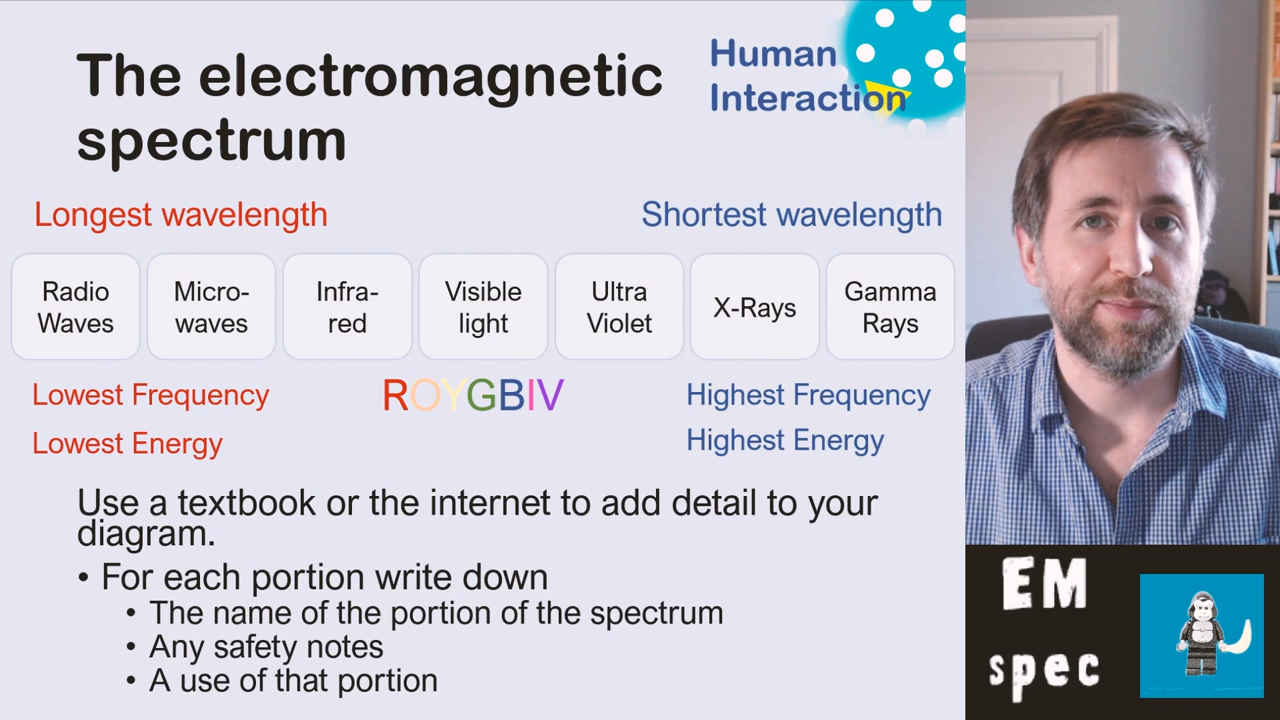 The electromagnetic
spectrum
Human
Interaction
Longest wavelength
Shortest wavelength
Radio
Waves
Micro-
waves
Infra-
red
Visible
light
Ultra
Violet
X-Rays
Gamma
Rays
Lowest Frequency
ROYGBIV
Highest Frequency
Lowest Energy
Highest Energy
Use a textbook or the internet to add detail to your
diagram.
• For each portion write down
• The name of the portion of the spectrum
• Any safety notes
• A use of that portion
EM
spec